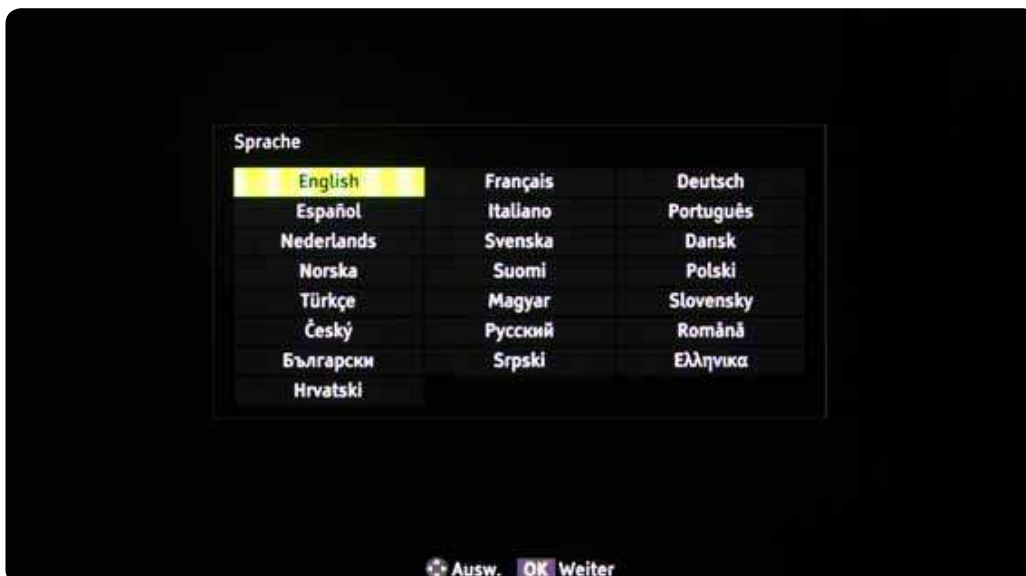 Sprache
English Français Deutsch
Español Italiano Português
Nederlands Svenska Dansk
Norska Suomi Polski
Türkçe Magyar Slovensky
Český Русский Română
Български Srpski Ελληνικα
Hrvatski
Ausw. OK Weiter